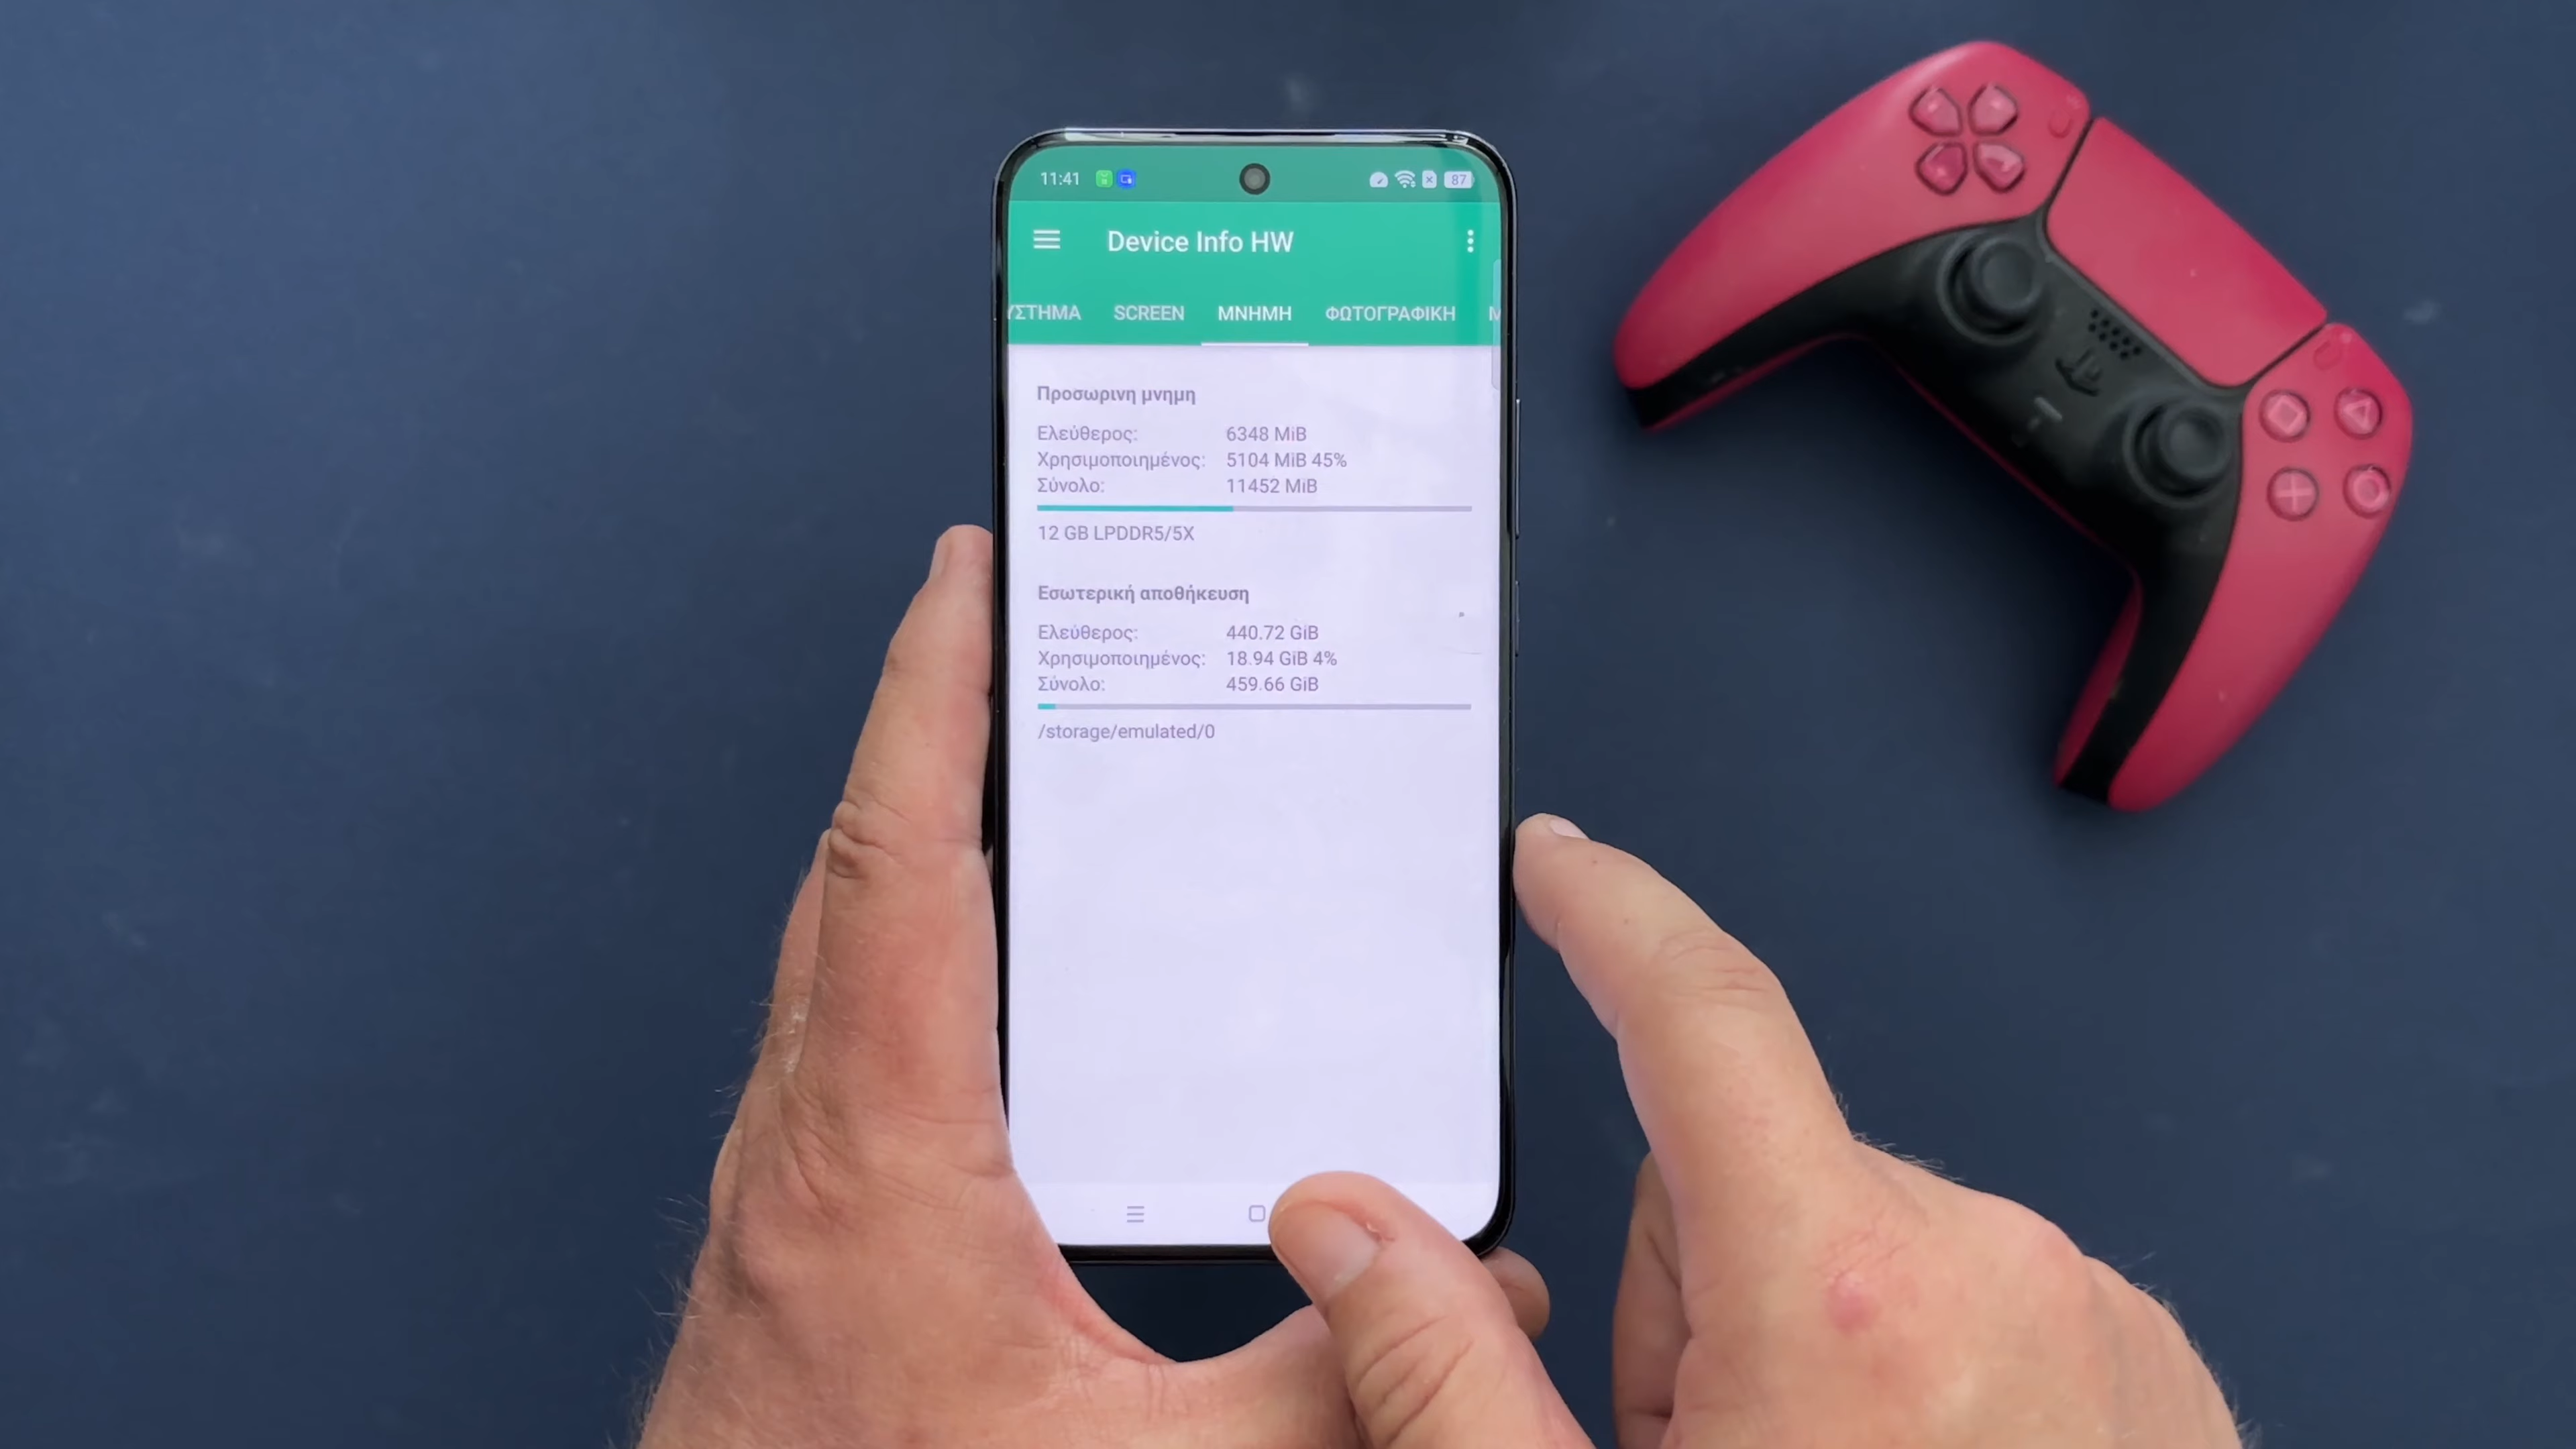 11:41 87
Device Info HW
ΥΣΤΗΜΑ SCREEN ΜΝΗΜΗ ΦΩΤΟΓΡΑΦΙΚΗ Μ
Προσωρινη μνημη
Ελεύθερος: 6348 MiB
Χρησιμοποιημένος: 5104 MiB 45%
Σύνολο: 11452 MiB
12 GB LPDDR5/5X
Εσωτερική αποθήκευση
Ελεύθερος: 440.72 GiB
Χρησιμοποιημένος: 18.94 GiB 4%
Σύνολο: 459.66 GiB
/storage/emulated/0